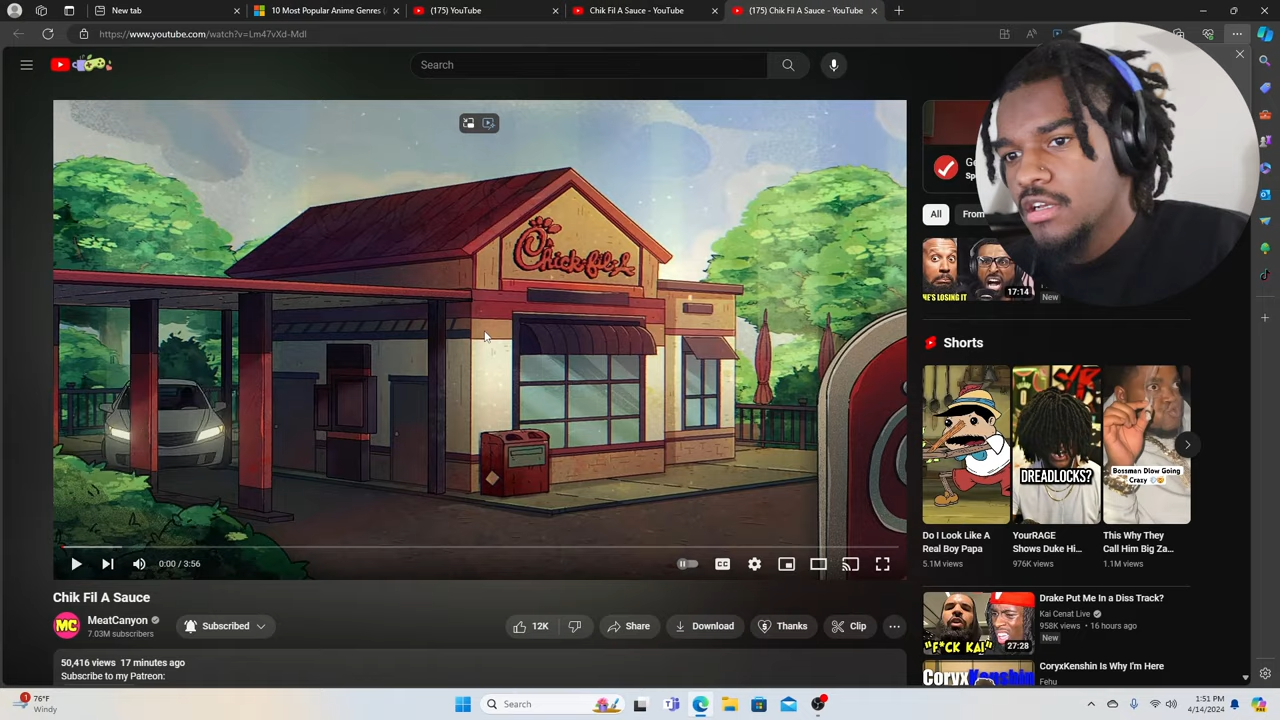 New tab
10 Most Popular Anime Genres
(175) YouTube
Chik Fil A Sauce - YouTube
(175) Chik Fil A Sauce - YouTube
https://www.youtube.com/watch?v=Lm47vXd-MdI
Search
Chick-fil-A
All
From
17:14
HE'S LOSING IT
New
Shorts
DREADLOCKS?
Bossman Dlow Going
Crazy
Do I Look Like A
Real Boy Papa
5.1M views
YourRAGE
Shows Duke Hi...
976K views
This Why They
Call Him Big Za...
1.1M views
0:00 / 3:56
CC
Chik Fil A Sauce
MC
MeatCanyon
7.03M subscribers
Subscribed
12K
Share
Download
Thanks
Clip
50,416 views 17 minutes ago
Subscribe to my Patreon:
"F*CK KAI"
27:28
Drake Put Me In a Diss Track?
Kai Cenat Live
958K views • 16 hours ago
New
CoryxKenshin
CoryxKenshin Is Why I'm Here
Fehu
1
76°F
Windy
Search
1:51 PM
4/14/2024